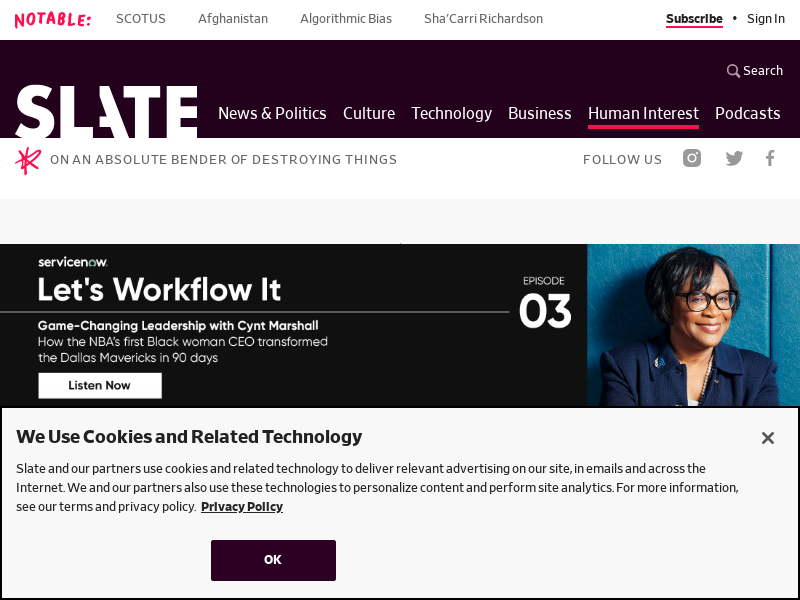 NOTABLE: SCOTUS Afghanistan Algorithmic Bias Sha'Carri Richardson Subscribe • Sign In
Search
SLATE News & Politics Culture Technology Business Human Interest Podcasts
ON AN ABSOLUTE BENDER OF DESTROYING THINGS FOLLOW US
servicenow
Let's Workflow It
EPISODE
03
Game-Changing Leadership with Cynt Marshall
How the NBA's first Black woman CEO transformed
the Dallas Mavericks in 90 days
Listen Now
We Use Cookies and Related Technology
Slate and our partners use cookies and related technology to deliver relevant advertising on our site, in emails and across the
Internet. We and our partners also use these technologies to personalize content and perform site analytics. For more information,
see our terms and privacy policy. Privacy Policy
OK